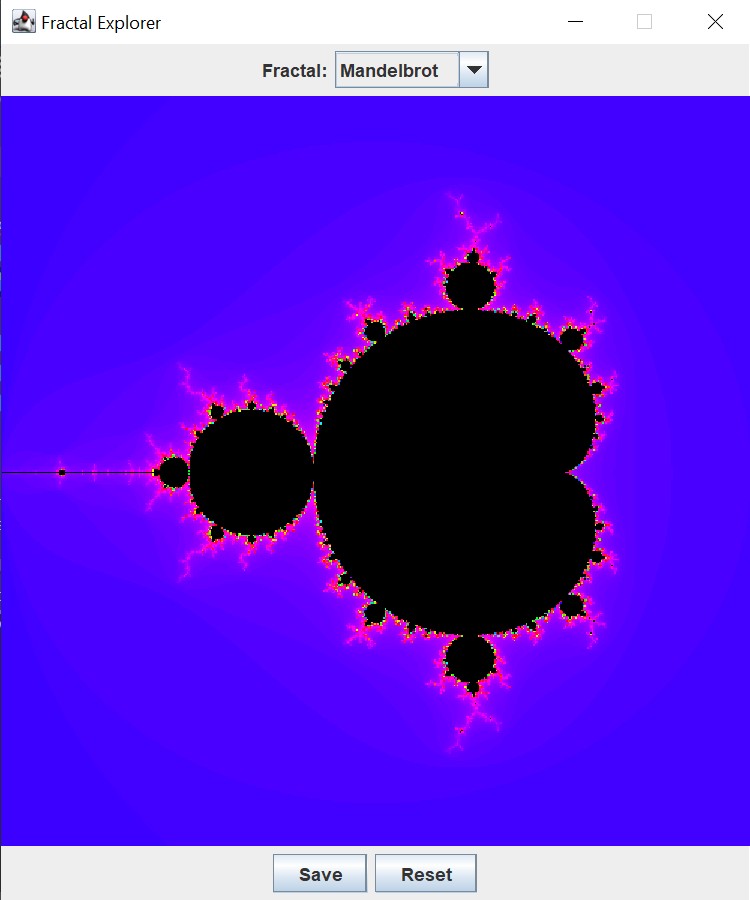 Fractal Explorer
Fractal: Mandelbrot
Save Reset